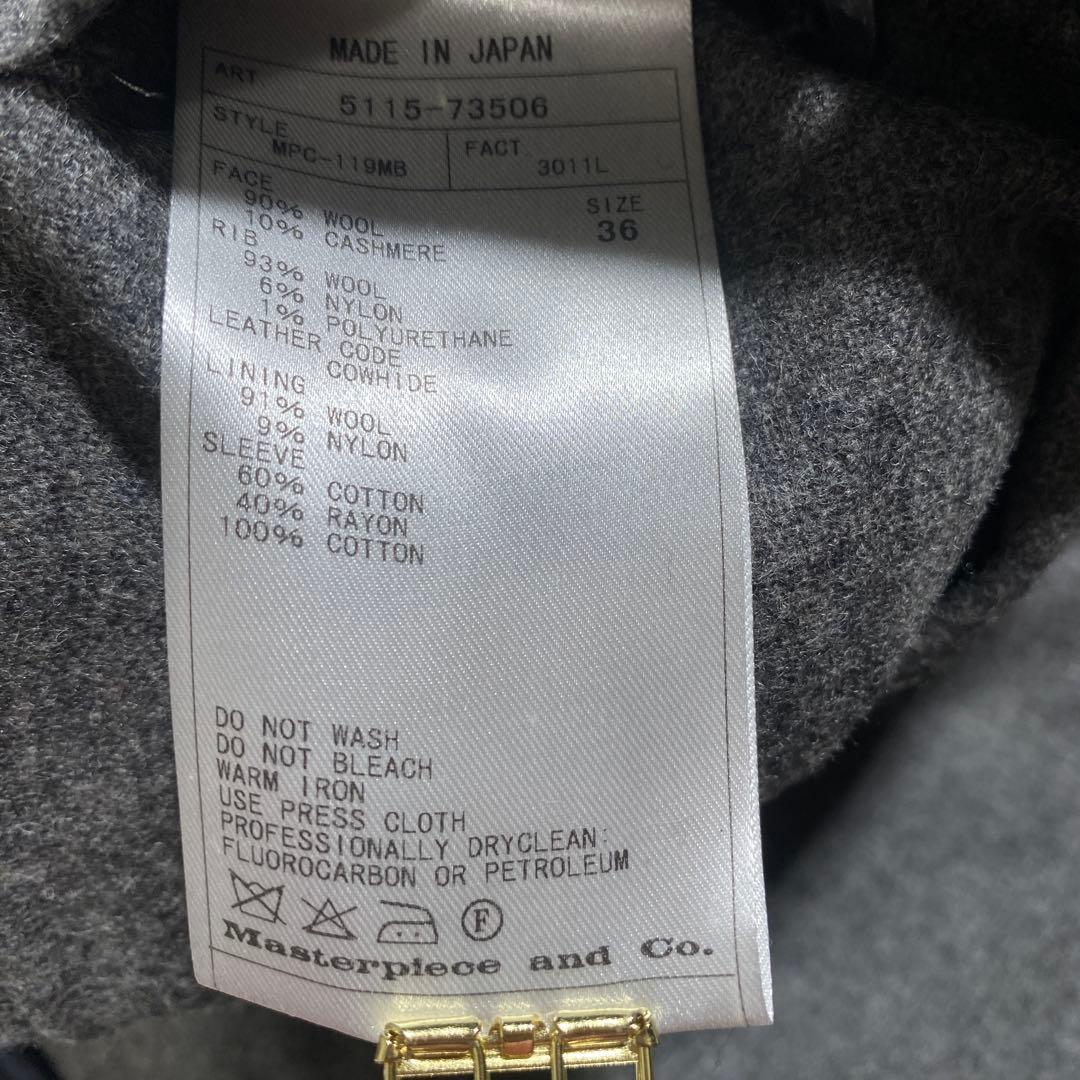 MADE IN JAPAN
ART
5115-73506
STYLE
MPC-119MB
FACT
3011L
FACE
SIZE
36
90% WOOL
10% CASHMERE
RIB
93% WOOL
6% NYLON
1% POLYURETHANE
LEATHER CODE
COWHIDE
LINING
91% WOOL
9% NYLON
SLEEVE
60% COTTON
40% RAYON
100% COTTON
DO NOT WASH
DO NOT BLEACH
WARM IRON
USE PRESS CLOTH
PROFESSIONALLY DRYCLEAN:
FLUOROCARBON OR PETROLEUM
F
Masterpiece and Co.